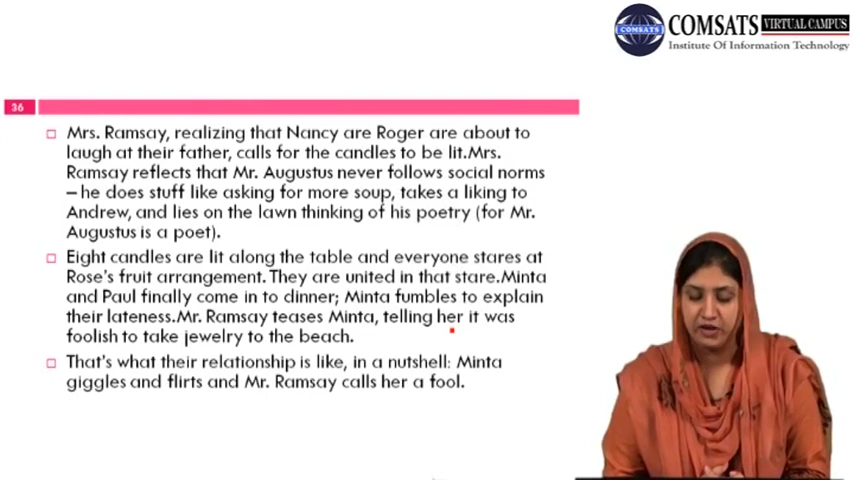 COMSATS
COMSATS VIRTUAL CAMPUS
Institute Of Information Technology
36
Mrs. Ramsay, realizing that Nancy are Roger are about to
laugh at their father, calls for the candles to be lit.Mrs.
Ramsay reflects that Mr. Augustus never follows social norms
– he does stuff like asking for more soup, takes a liking to
Andrew, and lies on the lawn thinking of his poetry (for Mr.
Augustus is a poet).
Eight candles are lit along the table and everyone stares at
Rose's fruit arrangement. They are united in that stare.Minta
and Paul finally come in to dinner; Minta fumbles to explain
their lateness.Mr. Ramsay teases Minta, telling her it was
foolish to take jewelry to the beach.
That's what their relationship is like, in a nutshell: Minta
giggles and flirts and Mr. Ramsay calls her a fool.